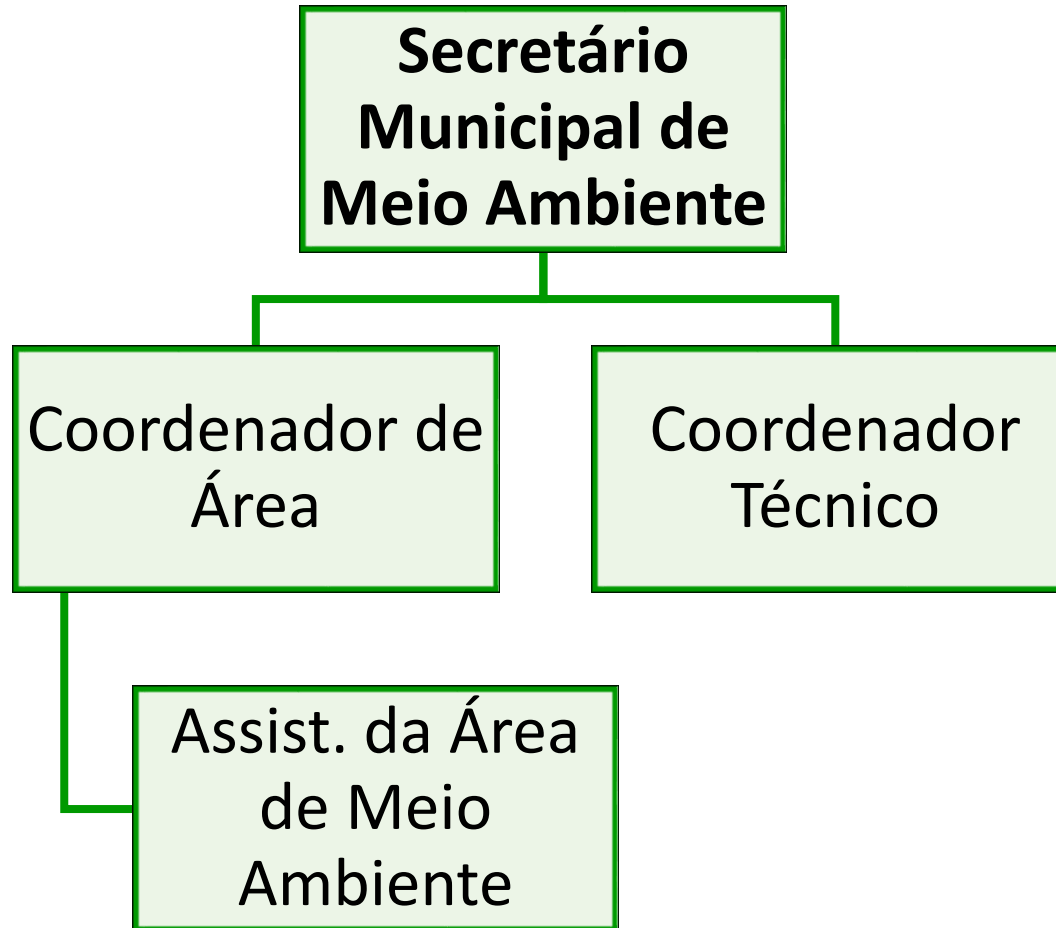 Secretário
Municipal de
Meio Ambiente
Coordenador de
Área
Coordenador
Técnico
Assist. da Área
de Meio
Ambiente